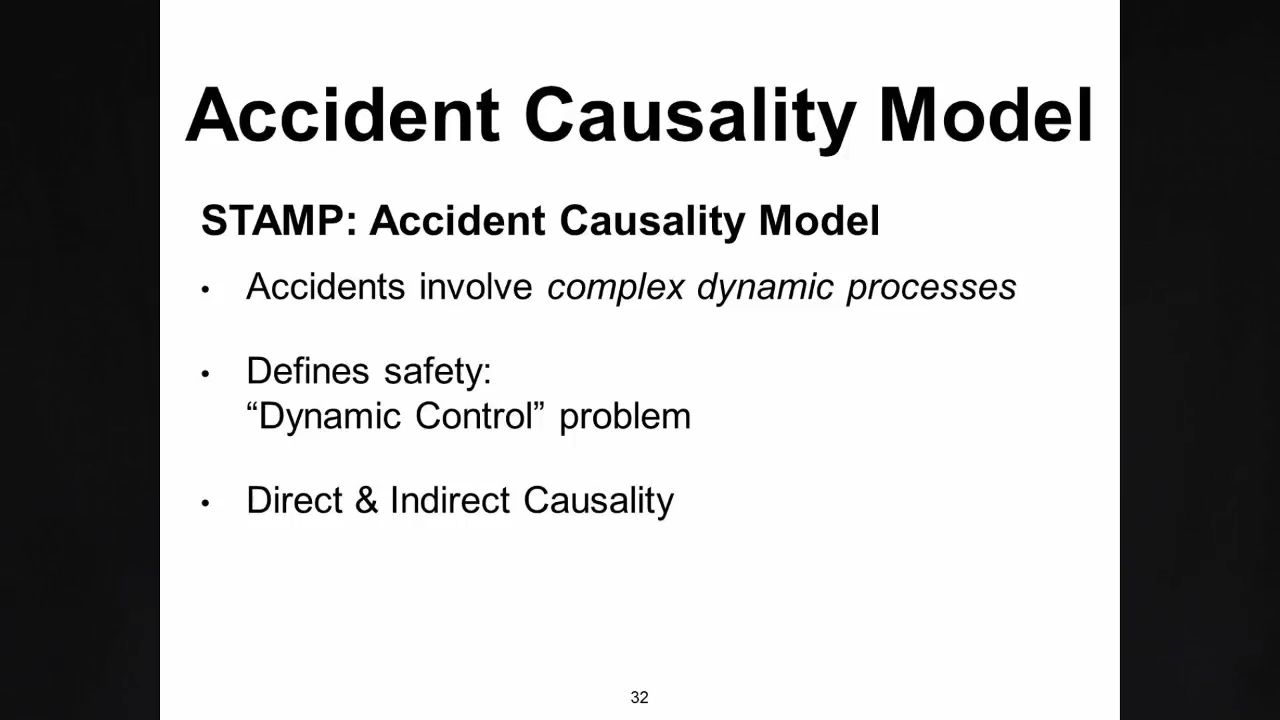 Accident Causality Model
STAMP: Accident Causality Model
• Accidents involve complex dynamic processes
• Defines safety:
“Dynamic Control” problem
• Direct & Indirect Causality
32